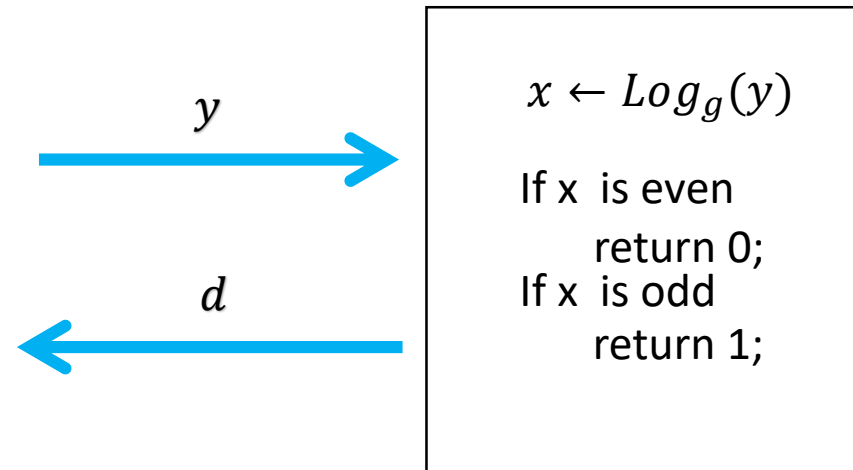 y
d
x ← Log_g(y)
If x is even
return 0;
If x is odd
return 1;